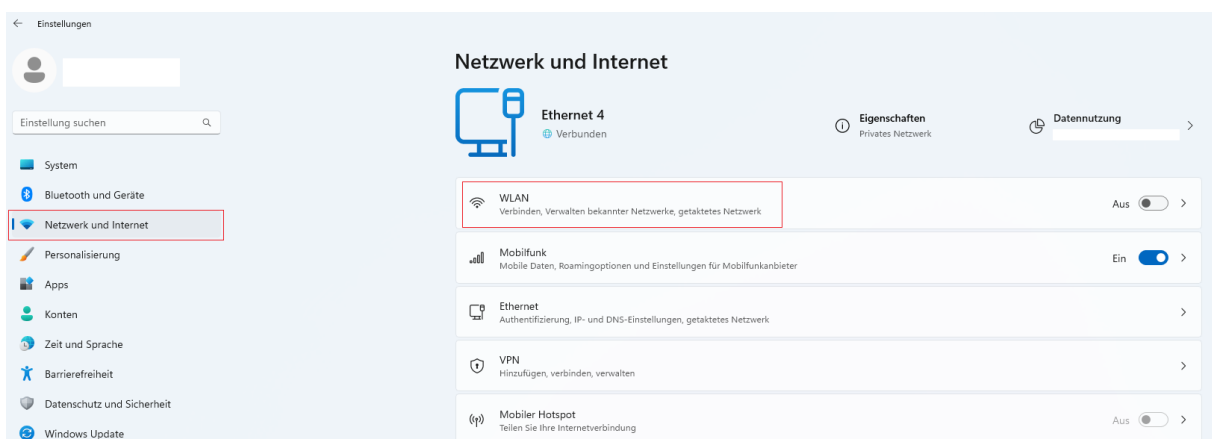 Einstellungen
Einstellung suchen
System
Bluetooth und Geräte
Netzwerk und Internet
Personalisierung
Apps
Konten
Zeit und Sprache
Barrierefreiheit
Datenschutz und Sicherheit
Windows Update
Netzwerk und Internet
Ethernet 4
Verbunden
Eigenschaften
Privates Netzwerk
Datennutzung
WLAN
Verbinden, Verwalten bekannter Netzwerke, getaktetes Netzwerk
Aus
Mobilfunk
Mobile Daten, Roamingoptionen und Einstellungen für Mobilfunkanbieter
Ein
Ethernet
Authentifizierung, IP- und DNS-Einstellungen, getaktetes Netzwerk
VPN
Hinzufügen, verbinden, verwalten
Mobiler Hotspot
Teilen Sie Ihre Internetverbindung
Aus